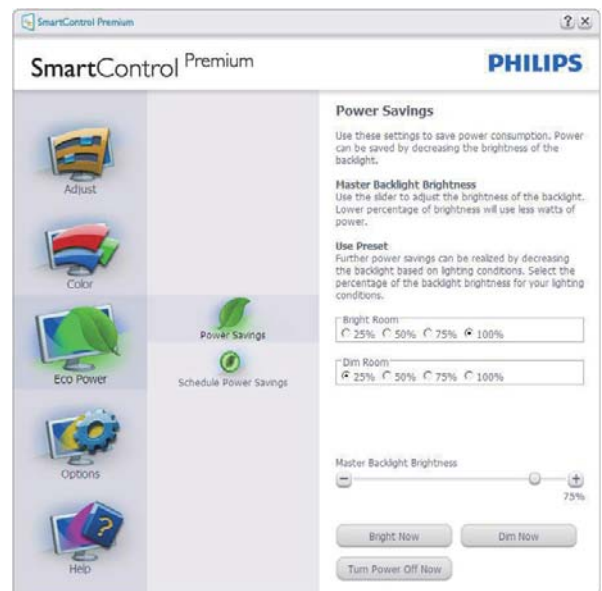 SmartControl Premium
SmartControl Premium
PHILIPS
Adjust
Color
Eco Power
Options
Help
Power Savings
Schedule Power Savings
Power Savings
Use these settings to save power consumption. Power
can be saved by decreasing the brightness of the
backlight.
Master Backlight Brightness
Use the slider to adjust the brightness of the backlight.
Lower percentage of brightness will use less watts of
power.
Use Preset
Further power savings can be realized by decreasing
the backlight based on lighting conditions. Select the
percentage of the backlight brightness for your lighting
conditions.
Bright Room
25% 50% 75% 100%
Dim Room
25% 50% 75% 100%
Master Backlight Brightness
75%
Bright Now
Dim Now
Turn Power Off Now